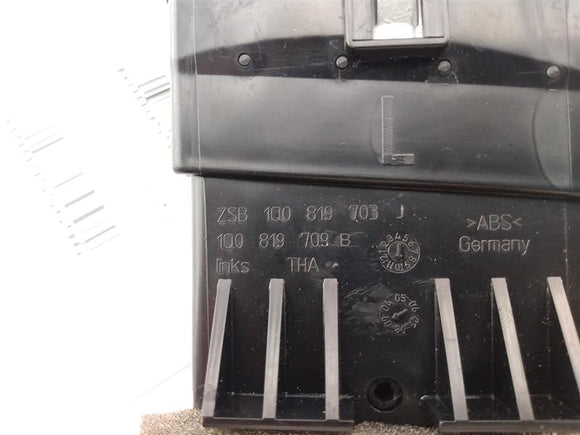 L
ZSB 1Q0 819 703 J
1Q0 819 709 B
links THA
>ABS<
Germany